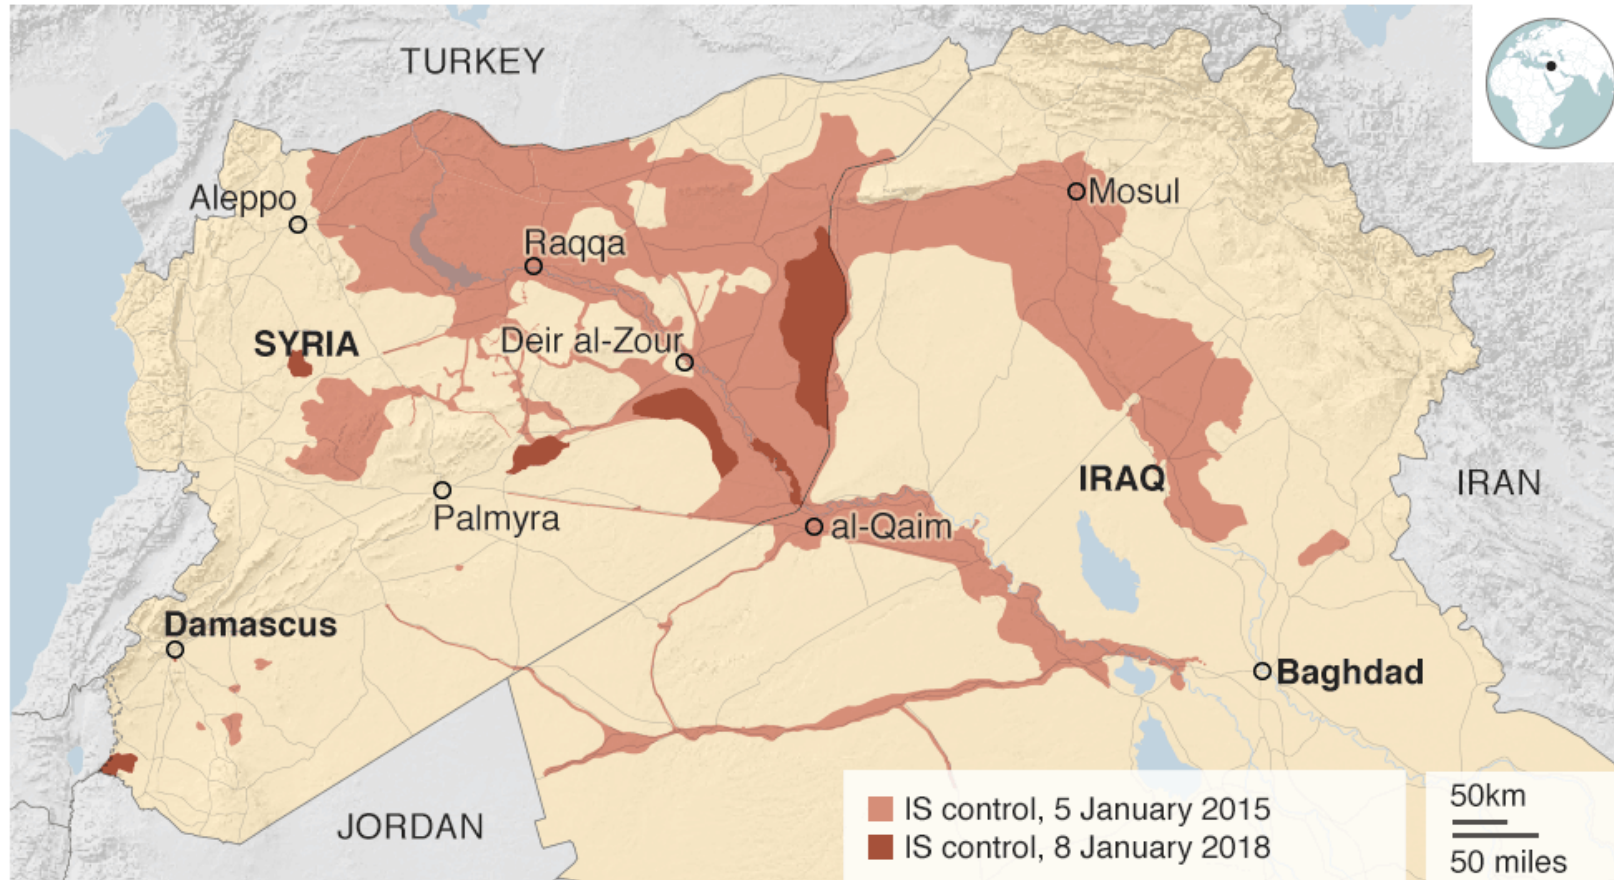 TURKEY
Aleppo
Mosul
Raqqa
SYRIA
Deir al-Zour
IRAQ
IRAN
Palmyra
al-Qaim
Damascus
Baghdad
JORDAN
IS control, 5 January 2015
IS control, 8 January 2018
50km
50 miles